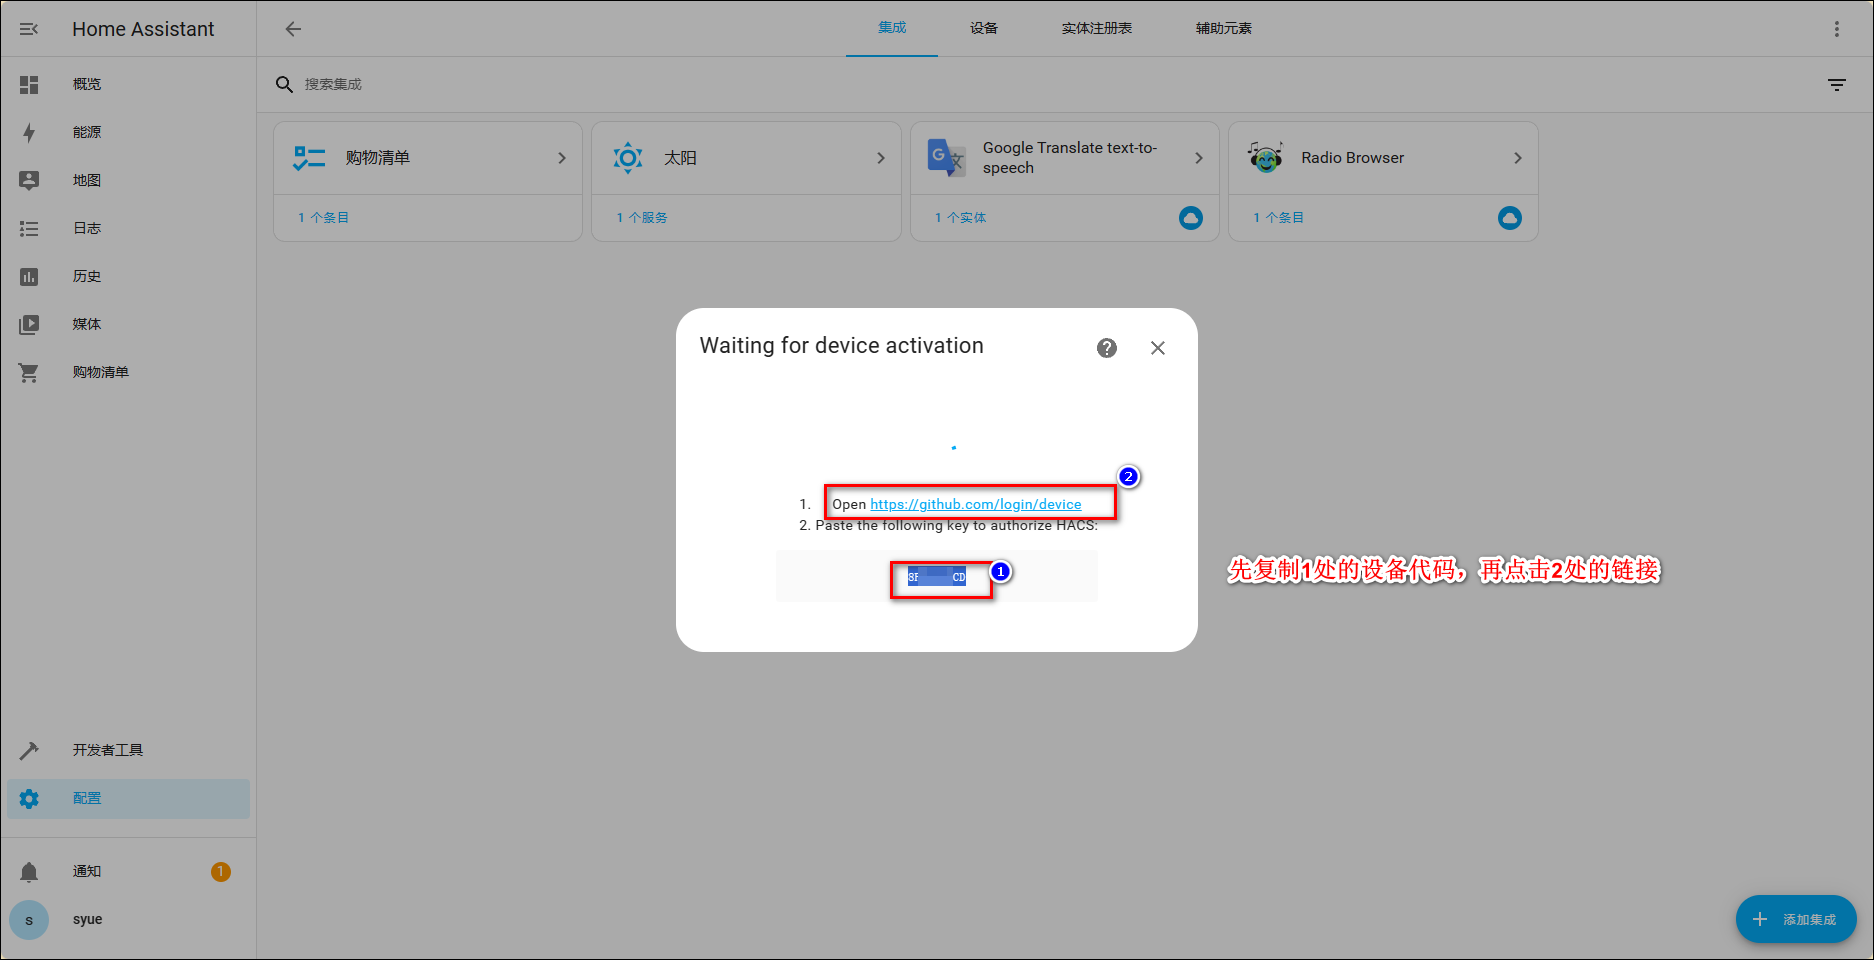 Home Assistant
集成
设备
实体注册表
辅助元素
概览
能源
地图
日志
历史
媒体
购物清单
搜索集成
购物清单
1 个条目
太阳
1 个服务
Google Translate text-to-
speech
1 个实体
Radio Browser
1 个条目
Waiting for device activation
2
1. Open https://github.com/login/device
2. Paste the following key to authorize HACS:
1
先复制1处的设备代码，再点击2处的链接
开发者工具
配置
通知
1
s
syue
添加集成